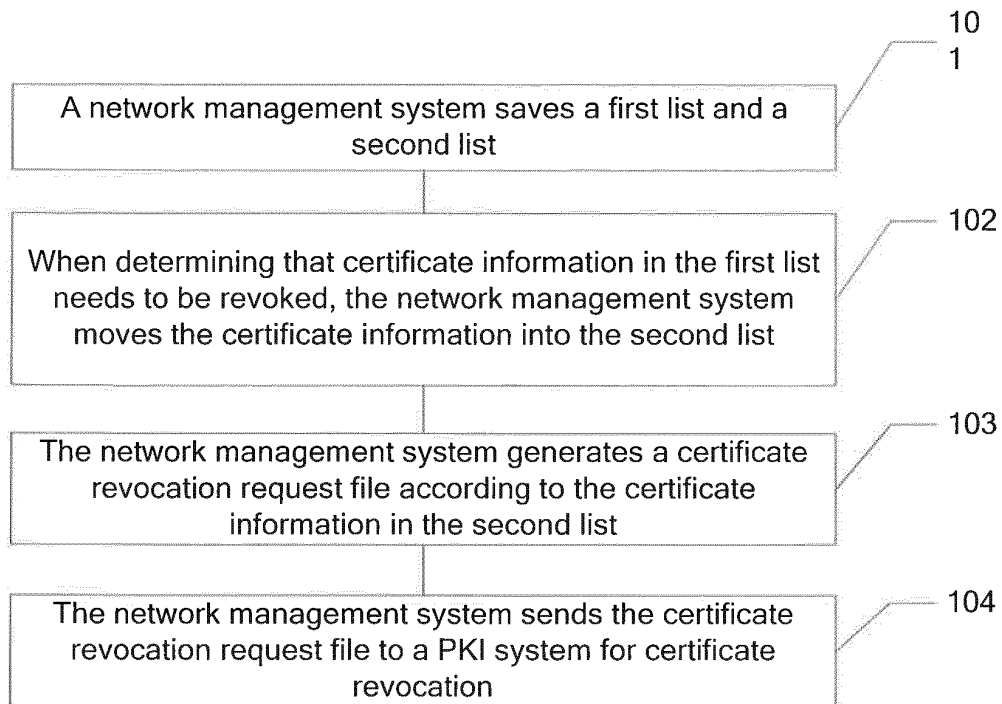 10
1
A network management system saves a first list and a
second list
102
When determining that certificate information in the first list
needs to be revoked, the network management system
moves the certificate information into the second list
103
The network management system generates a certificate
revocation request file according to the certificate
information in the second list
104
The network management system sends the certificate
revocation request file to a PKI system for certificate
revocation